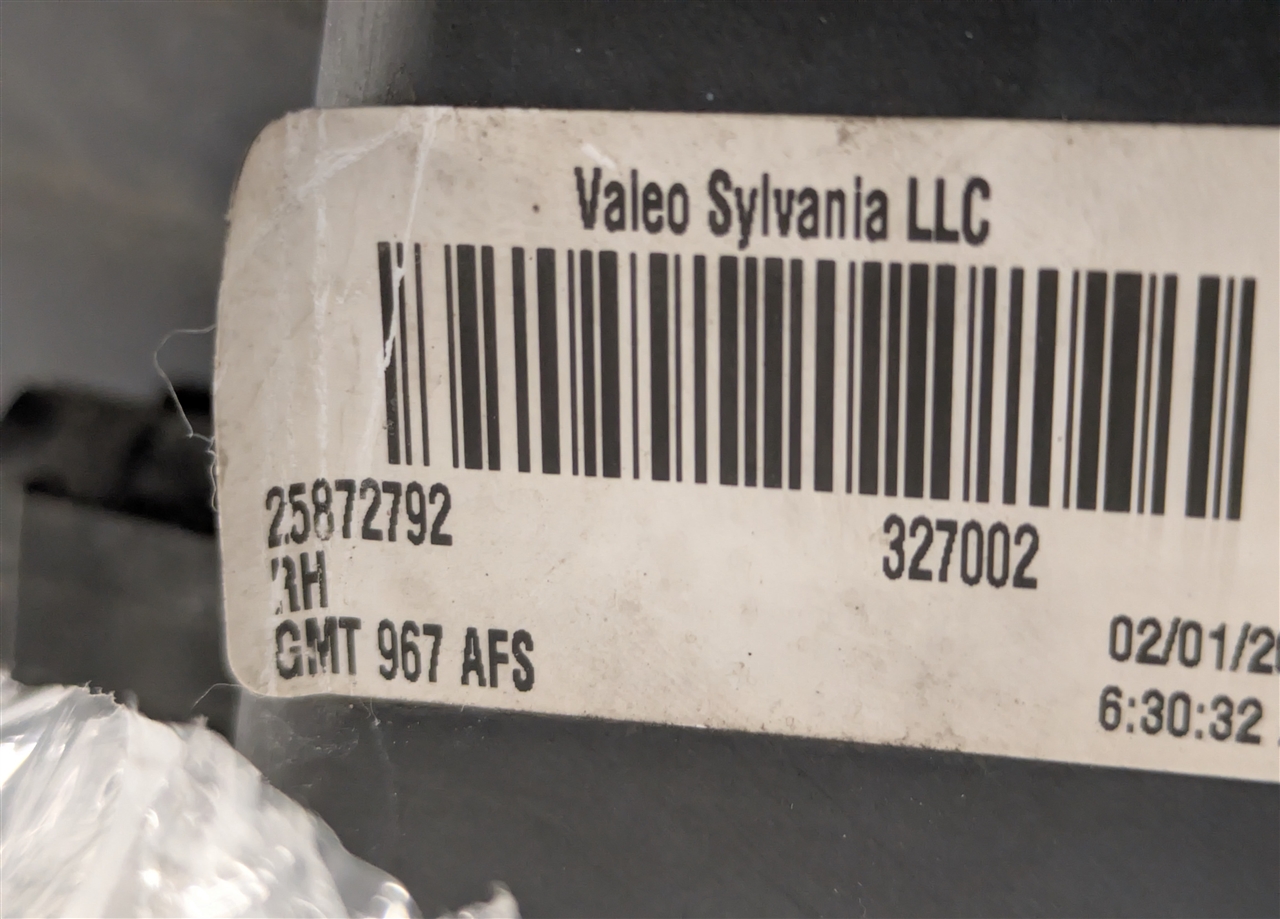 Valeo Sylvania LLC
25872792
327002
RH
GMT 967 AFS
02/01/2
6:30:32